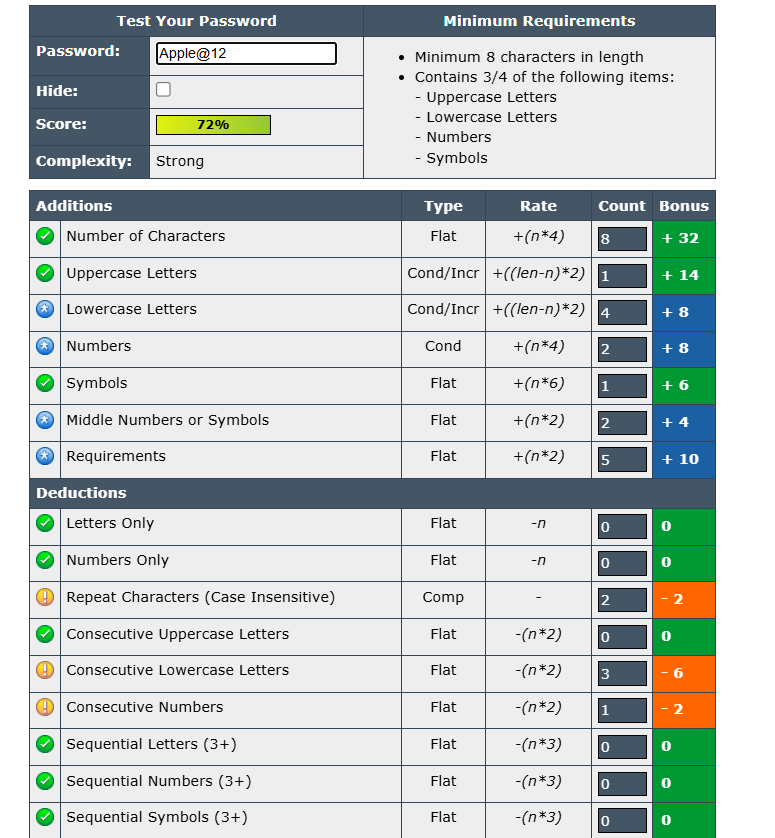 Test Your Password Minimum Requirements
Password: Apple@12
Hide:
Score: 72%
Complexity: Strong
• Minimum 8 characters in length
• Contains 3/4 of the following items:
- Uppercase Letters
- Lowercase Letters
- Numbers
- Symbols
Additions Type Rate Count Bonus
Number of Characters Flat +(n*4) 8 + 32
Uppercase Letters Cond/Incr +((len-n)*2) 1 + 14
Lowercase Letters Cond/Incr +((len-n)*2) 4 + 8
Numbers Cond +(n*4) 2 + 8
Symbols Flat +(n*6) 1 + 6
Middle Numbers or Symbols Flat +(n*2) 2 + 4
Requirements Flat +(n*2) 5 + 10
Deductions
Letters Only Flat -n 0 0
Numbers Only Flat -n 0 0
Repeat Characters (Case Insensitive) Comp - 2 - 2
Consecutive Uppercase Letters Flat -(n*2) 0 0
Consecutive Lowercase Letters Flat -(n*2) 3 - 6
Consecutive Numbers Flat -(n*2) 1 - 2
Sequential Letters (3+) Flat -(n*3) 0 0
Sequential Numbers (3+) Flat -(n*3) 0 0
Sequential Symbols (3+) Flat -(n*3) 0 0